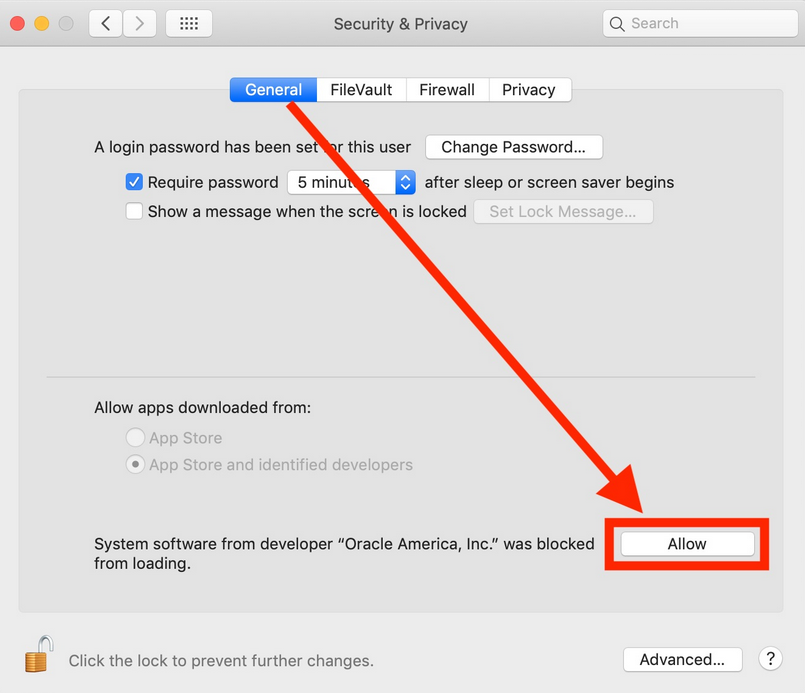 Security & Privacy
Search
General FileVault Firewall Privacy
A login password has been set for this user Change Password...
Require password 5 minutes after sleep or screen saver begins
Show a message when the screen is locked Set Lock Message...
Allow apps downloaded from:
App Store
App Store and identified developers
System software from developer “Oracle America, Inc.” was blocked
from loading.
Allow
Click the lock to prevent further changes.
Advanced...
?